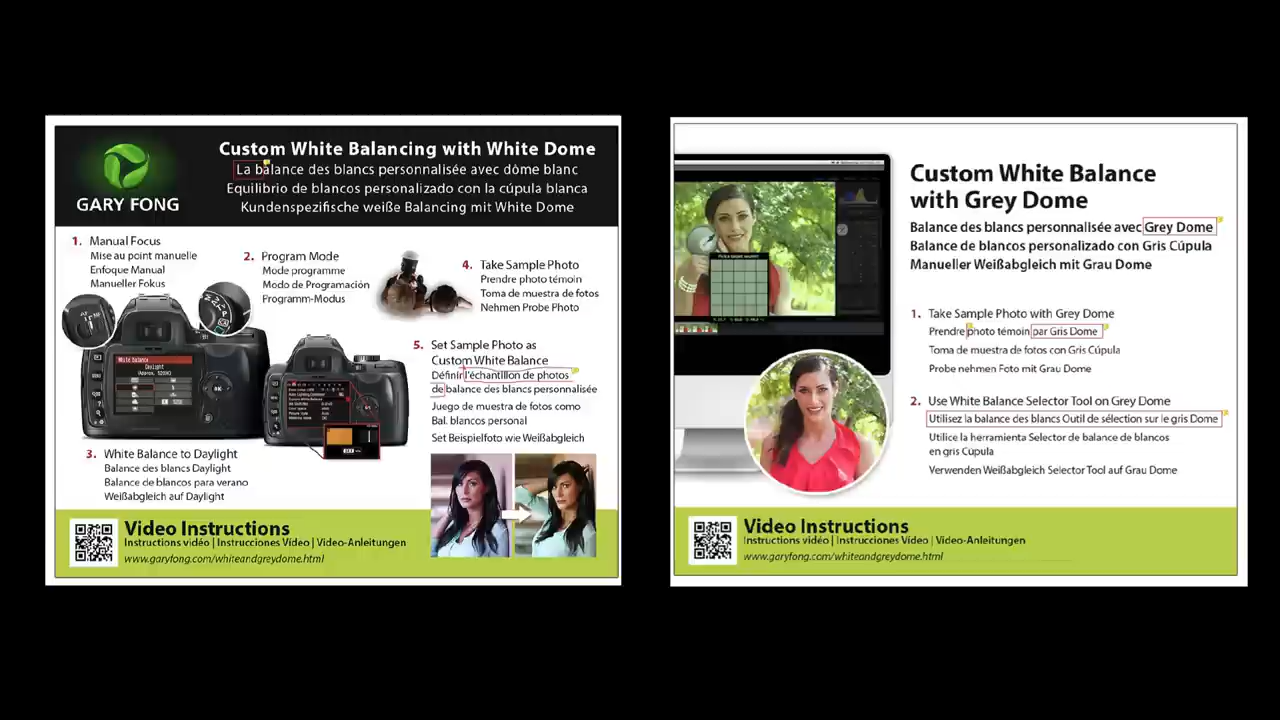 GARY FONG
Custom White Balancing with White Dome
La balance des blancs personnalisée avec dôme blanc
Equilibrio de blancos personalizado con la cúpula blanca
Kundenspezifische weiße Balancing mit White Dome
1. Manual Focus
Mise au point manuelle
Enfoque Manual
Manueller Fokus
2. Program Mode
Mode programme
Modo de Programación
Programm-Modus
4. Take Sample Photo
Prendre photo témoin
Toma de muestra de fotos
Nehmen Probe Photo
White Balance
Daylight
5. Set Sample Photo as
Custom White Balance
Définir l'échantillon de photos
de balance des blancs personnalisée
Juego de muestra de fotos como
Bal. blancos personal
Set Beispielfoto wie Weißabgleich
3. White Balance to Daylight
Balance des blancs Daylight
Balance de blancos para verano
Weißabgleich auf Daylight
Video Instructions
Instructions vidéo | Instrucciones Vídeo | Video-Anleitungen
www.garyfong.com/whiteandgreydome.html
Custom White Balance
with Grey Dome
Balance des blancs personnalisée avec Grey Dome
Balance de blancos personalizado con Gris Cúpula
Manueller Weißabgleich mit Grau Dome
1. Take Sample Photo with Grey Dome
Prendre photo témoin par Gris Dome
Toma de muestra de fotos con Gris Cúpula
Probe nehmen Foto mit Grau Dome
2. Use White Balance Selector Tool on Grey Dome
Utilisez la balance des blancs Outil de sélection sur le gris Dome
Utilice la herramienta Selector de balance de blancos
en gris Cúpula
Verwenden Weißabgleich Selector Tool auf Grau Dome
Video Instructions
Instructions vidéo | Instrucciones Vídeo | Video-Anleitungen
www.garyfong.com/whiteandgreydome.html